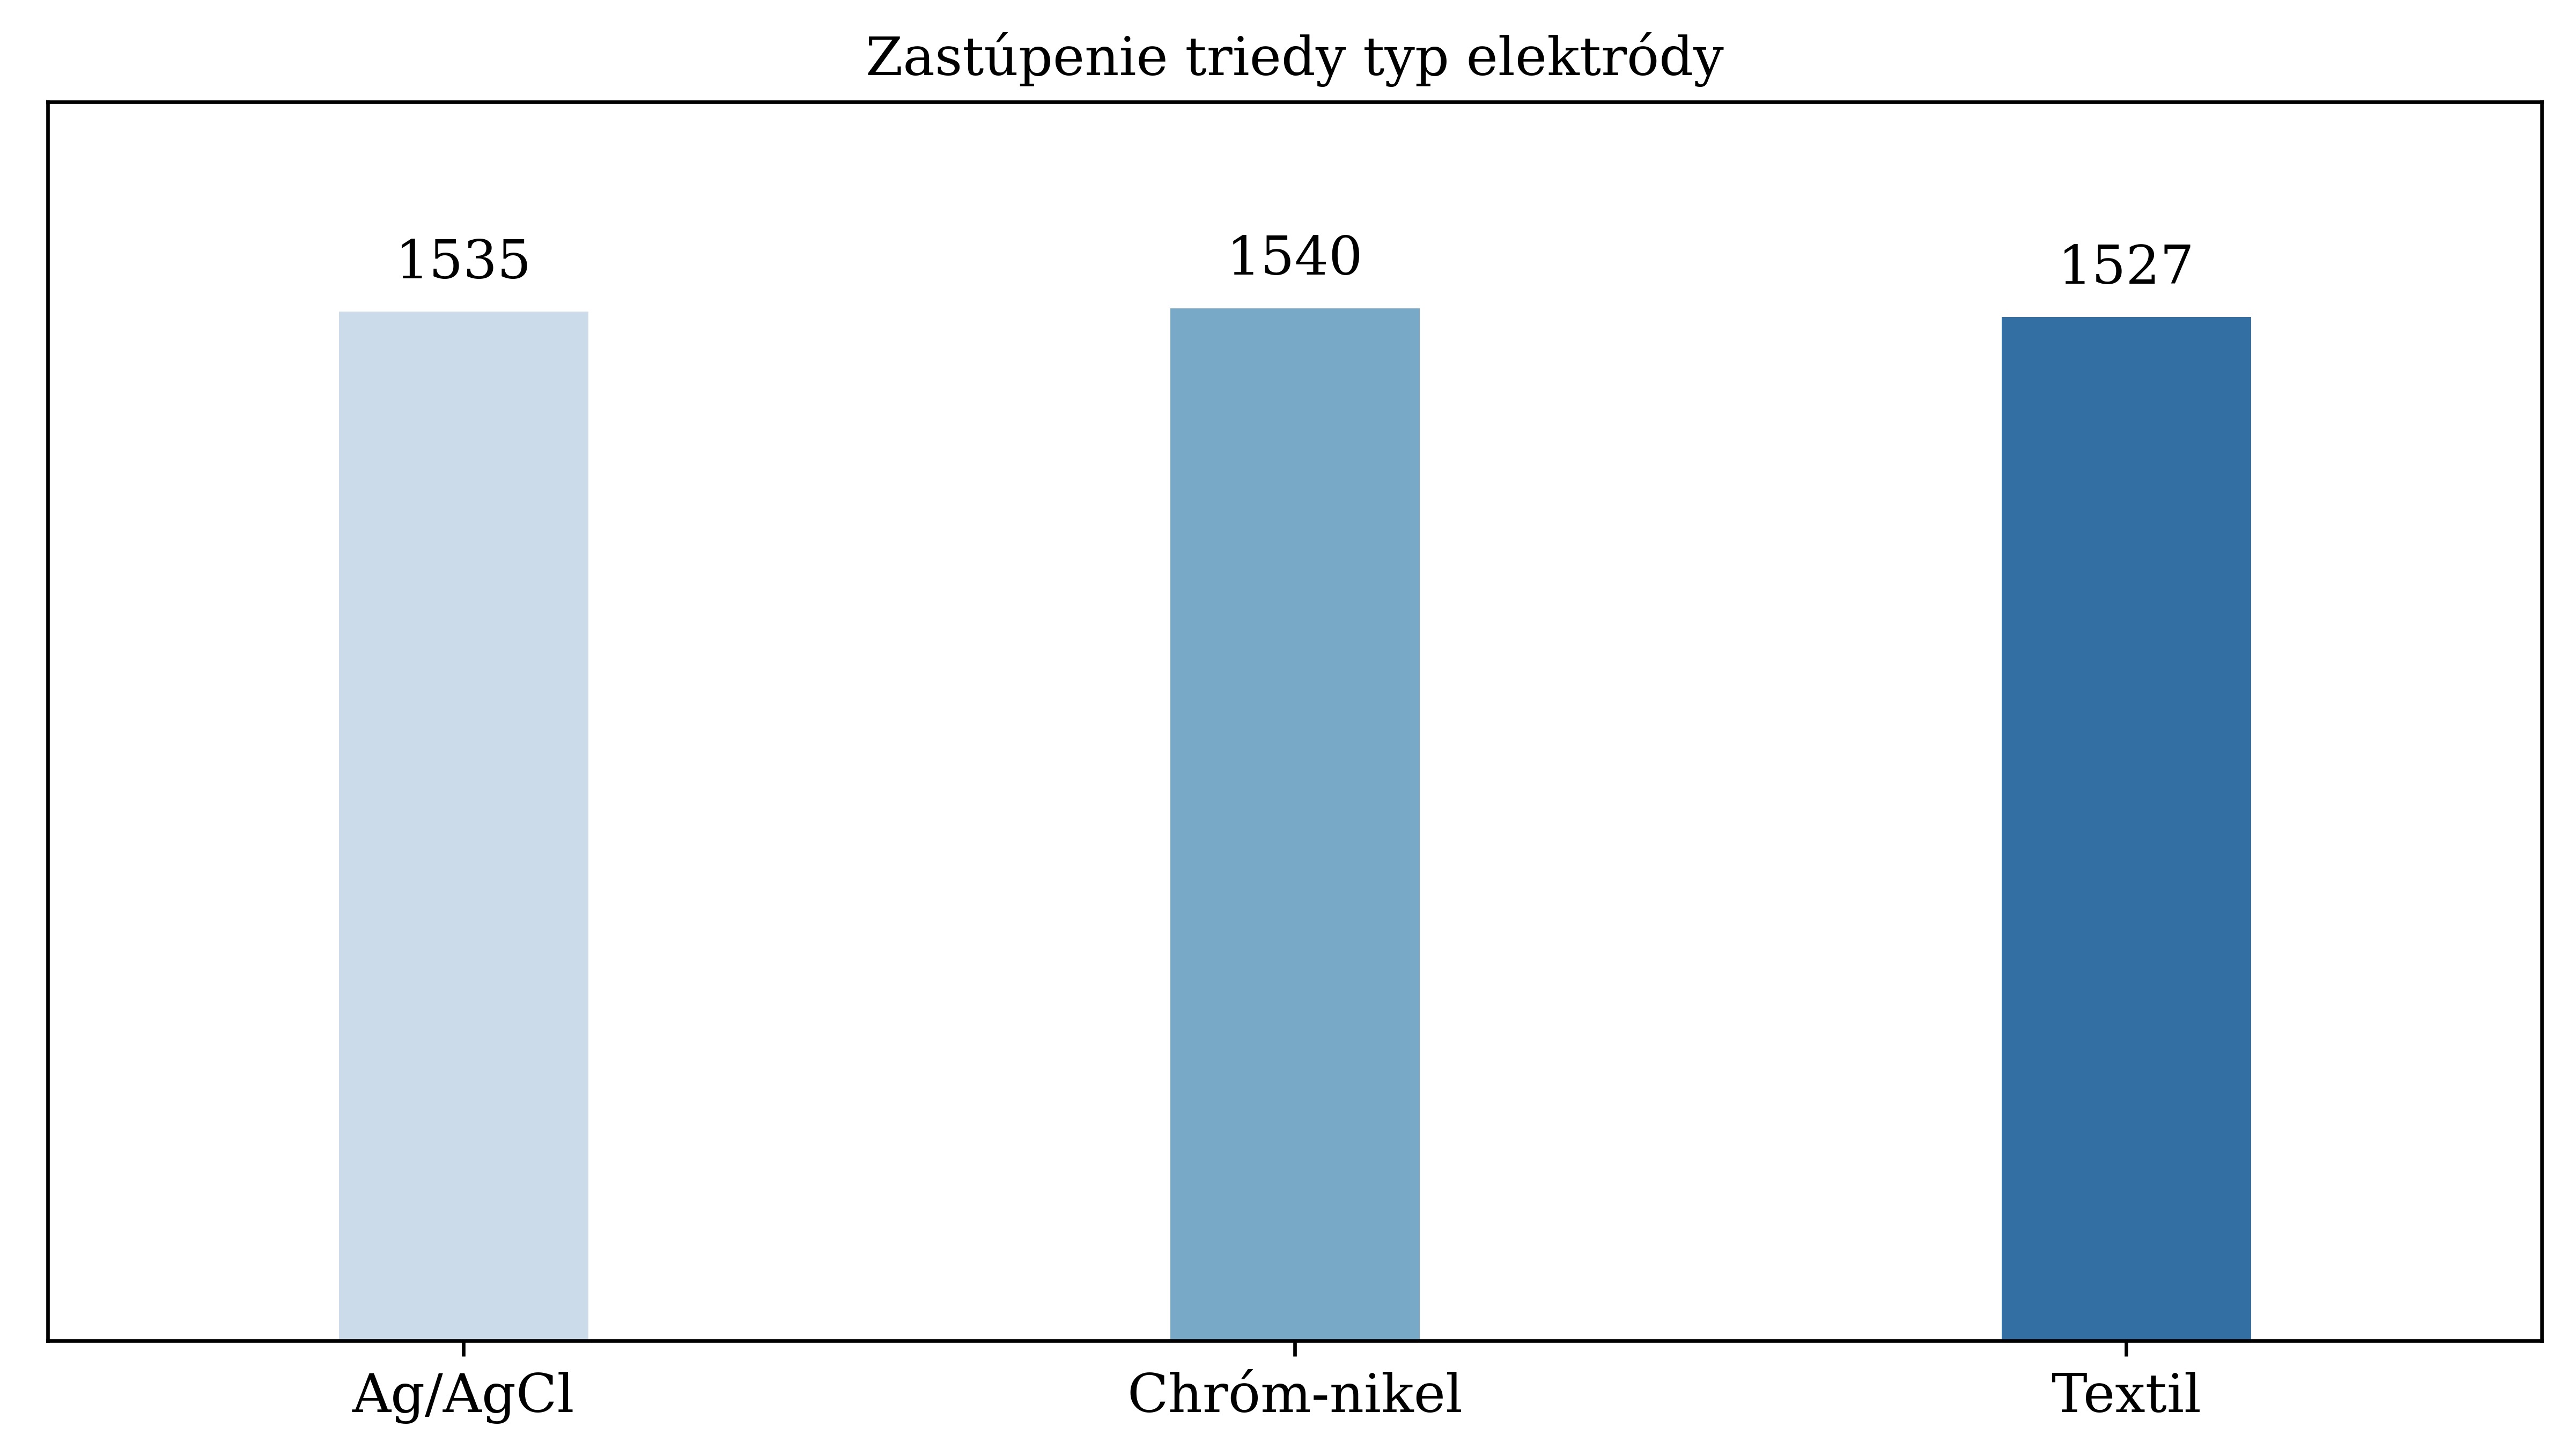 Zastúpenie triedy typ elektródy
1535
1540
1527
Ag/AgCl
Chróm-nikel
Textil